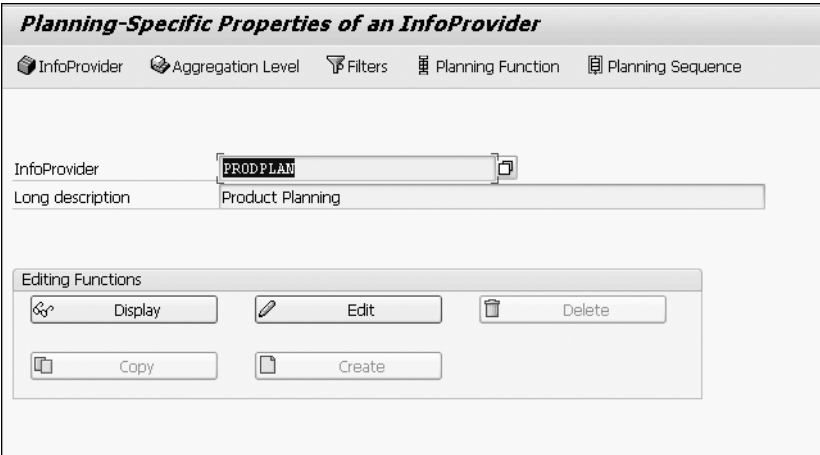 Planning-Specific Properties of an InfoProvider
InfoProvider Aggregation Level Filters Planning Function Planning Sequence
InfoProvider PRODPLAN
Long description Product Planning
Editing Functions
Display Edit Delete
Copy Create